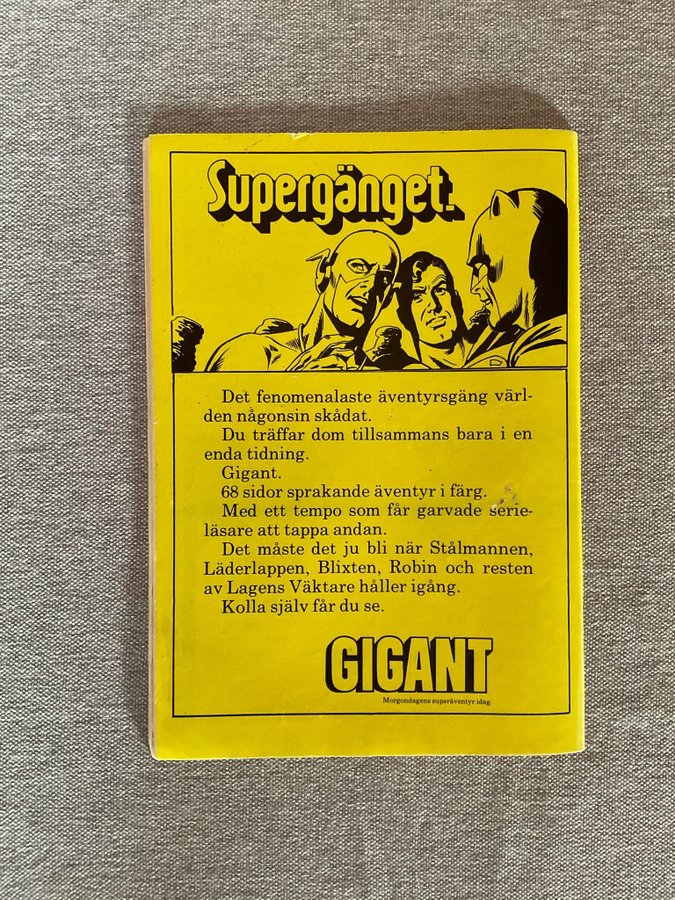 Supergänget.
Det fenomenalaste äventyrsgäng värl-
den någonsin skådat.
Du träffar dom tillsammans bara i en
enda tidning.
Gigant.
68 sidor sprakande äventyr i färg.
Med ett tempo som får garvade serie-
läsare att tappa andan.
Det måste det ju bli när Stålmannen,
Läderlappen, Blixten, Robin och resten
av Lagens Väktare håller igång.
Kolla själv får du se.
GIGANT
Morgondagens superäventyr idag.